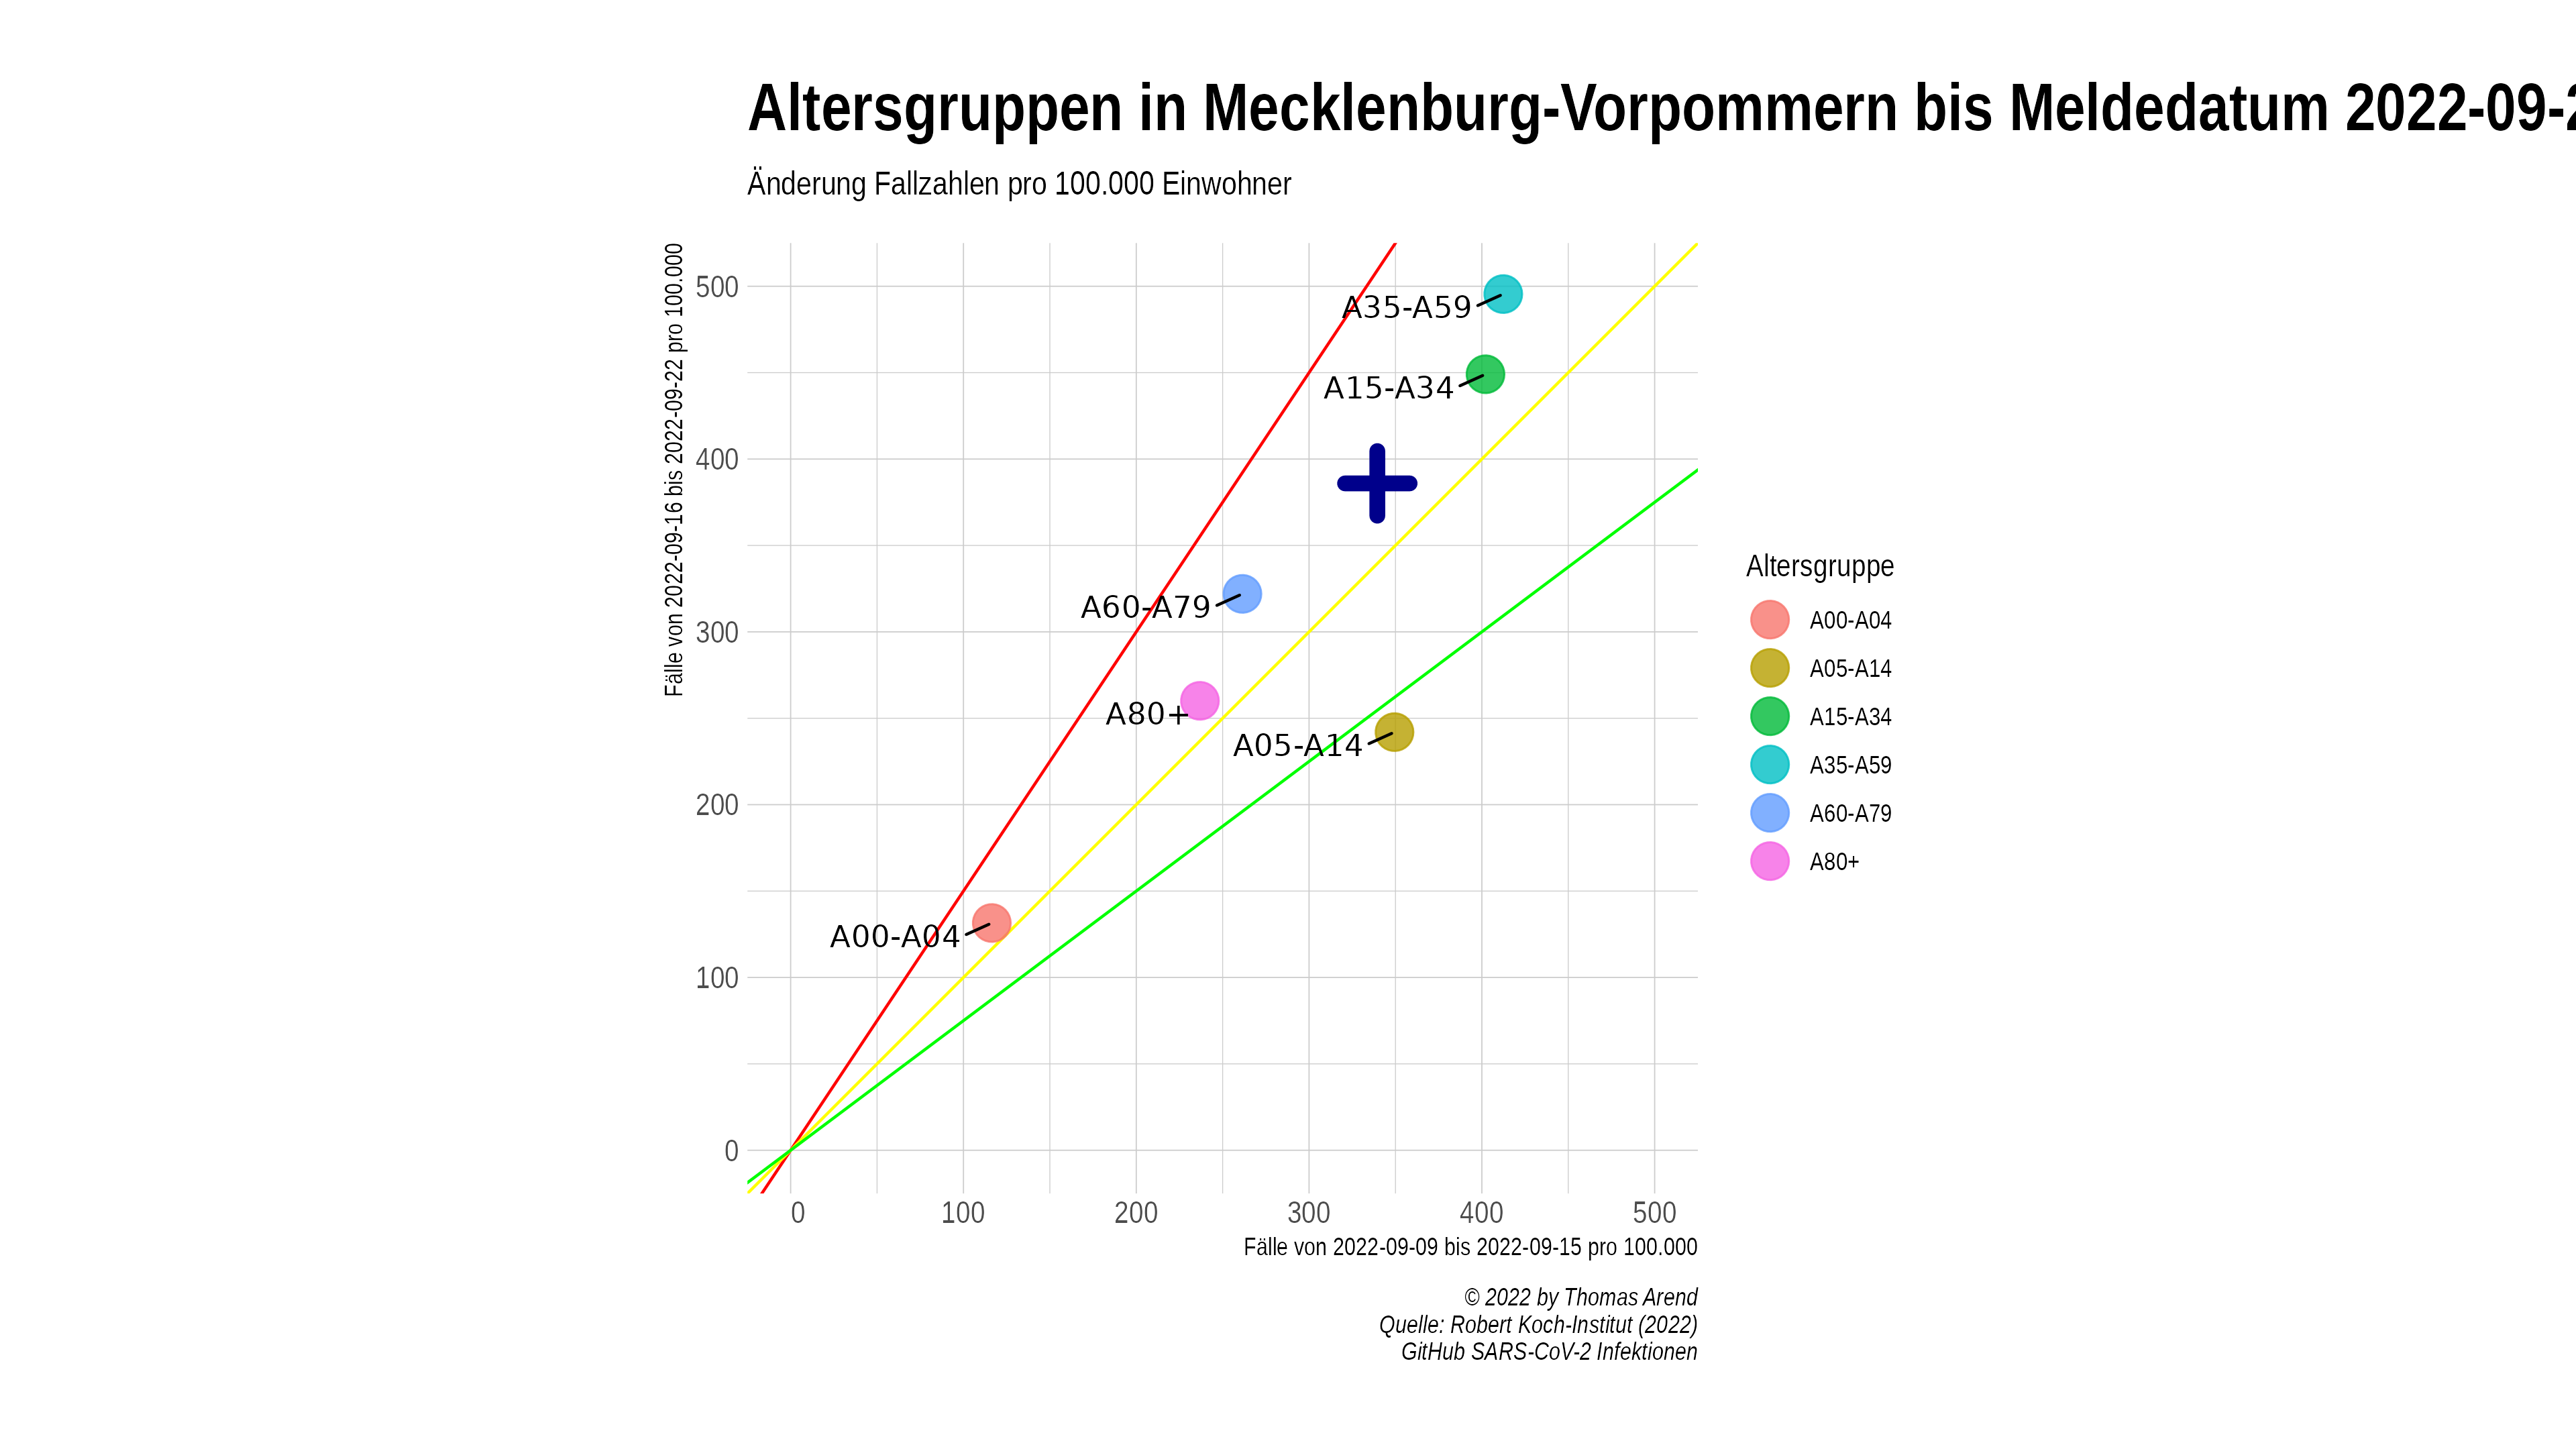 Altersgruppen in Mecklenburg-Vorpommern bis Meldedatum 2022-09-2
Änderung Fallzahlen pro 100.000 Einwohner
Fälle von 2022-09-16 bis 2022-09-22 pro 100.000
500
400
300
200
100
0
A35-A59
A15-A34
A60-A79
A80+
A05-A14
A00-A04
0 100 200 300 400 500
Fälle von 2022-09-09 bis 2022-09-15 pro 100.000
Altersgruppe
A00-A04
A05-A14
A15-A34
A35-A59
A60-A79
A80+
© 2022 by Thomas Arend
Quelle: Robert Koch-Institut (2022)
GitHub SARS-CoV-2 Infektionen